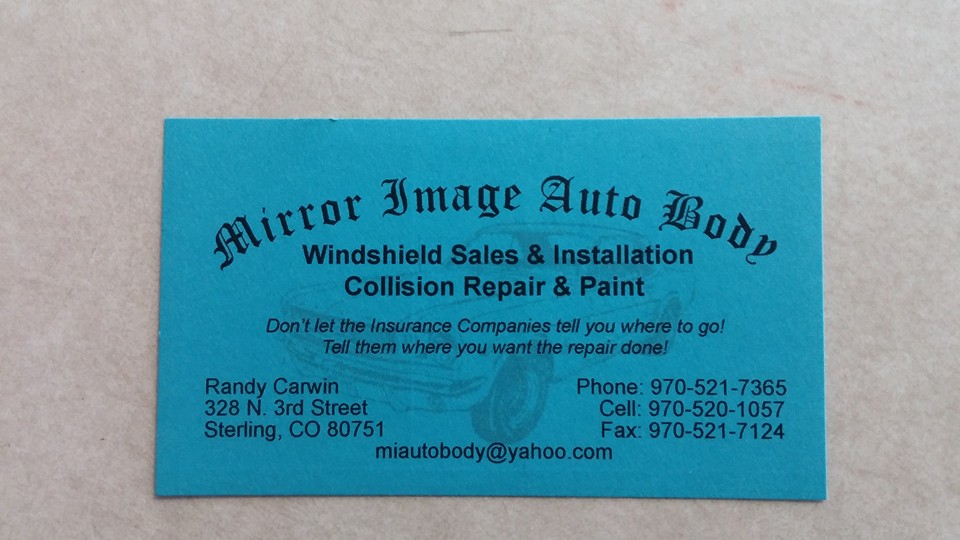 Mirror Image Auto Body
Windshield Sales & Installation
Collision Repair & Paint
Don't let the Insurance Companies tell you where to go!
Tell them where you want the repair done!
Randy Carwin
328 N. 3rd Street
Sterling, CO 80751
Phone: 970-521-7365
Cell: 970-520-1057
Fax: 970-521-7124
miautobody@yahoo.com